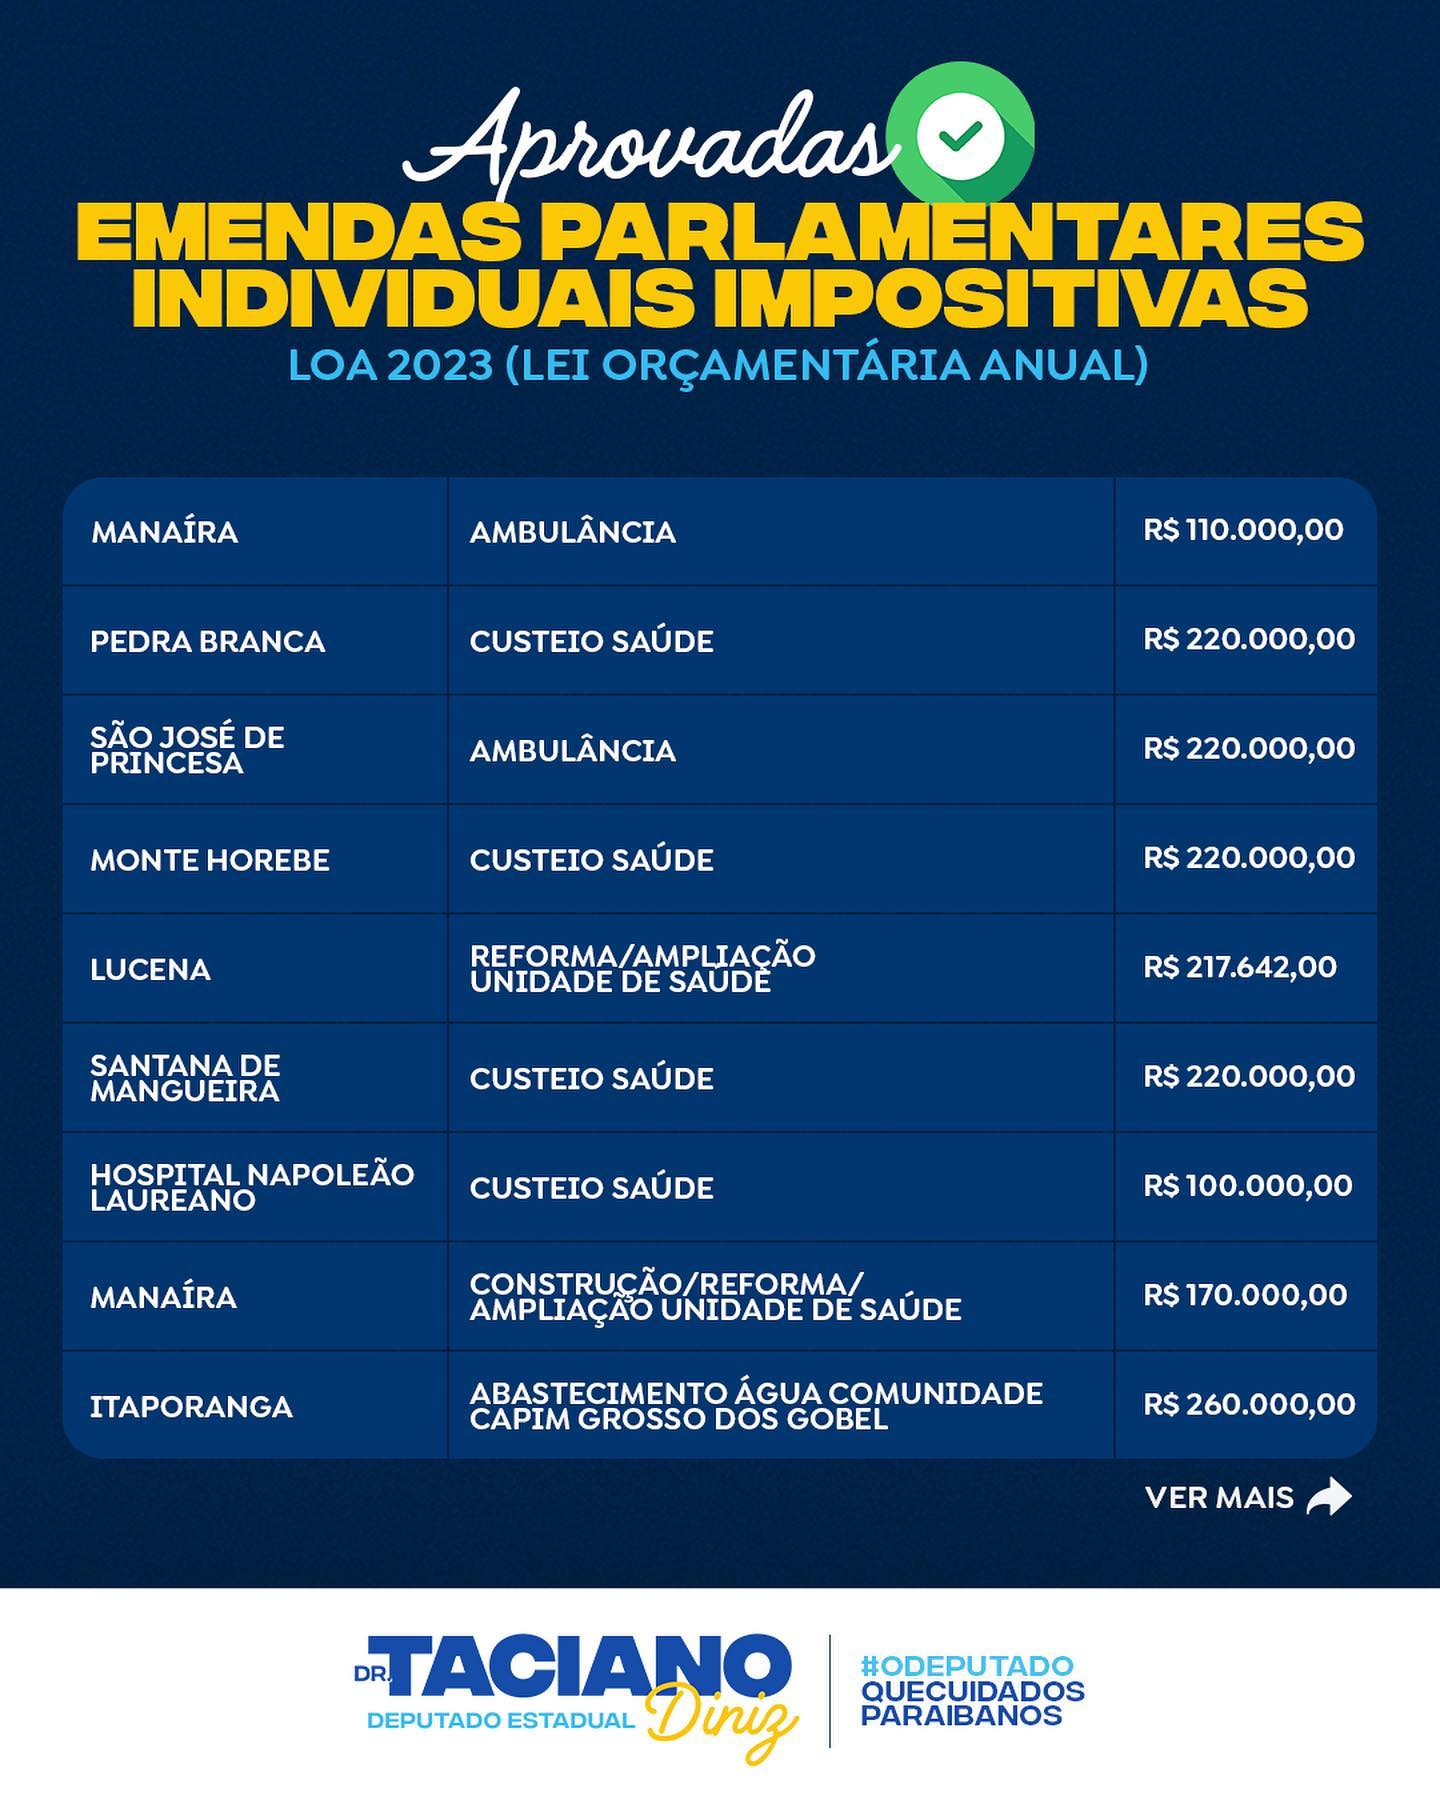 Aprovadas
EMENDAS PARLAMENTARES
INDIVIDUAIS IMPOSITIVAS
LOA 2023 (LEI ORÇAMENTÁRIA ANUAL)
MANAÍRA AMBULÂNCIA R$ 110.000,00
PEDRA BRANCA CUSTEIO SAÚDE R$ 220.000,00
SÃO JOSÉ DE
PRINCESA
AMBULÂNCIA
R$ 220.000,00
MONTE HOREBE CUSTEIO SAÚDE R$ 220.000,00
LUCENA
REFORMA/AMPLIAÇÃO
UNIDADE DE SAÚDE
R$ 217.642,00
SANTANA DE
MANGUEIRA
CUSTEIO SAÚDE
R$ 220.000,00
HOSPITAL NAPOLEÃO
LAUREANO
CUSTEIO SAÚDE
R$ 100.000,00
MANAÍRA
CONSTRUÇÃO/REFORMA/
AMPLIAÇÃO UNIDADE DE SAÚDE
R$ 170.000,00
ITAPORANGA
ABASTECIMENTO ÁGUA COMUNIDADE
CAPIM GROSSO DOS GOBEL
R$ 260.000,00
VER MAIS
DR. TACIANO
DEPUTADO ESTADUAL Diniz
#ODEPUTADO
QUECUIDADOS
PARAIBANOS